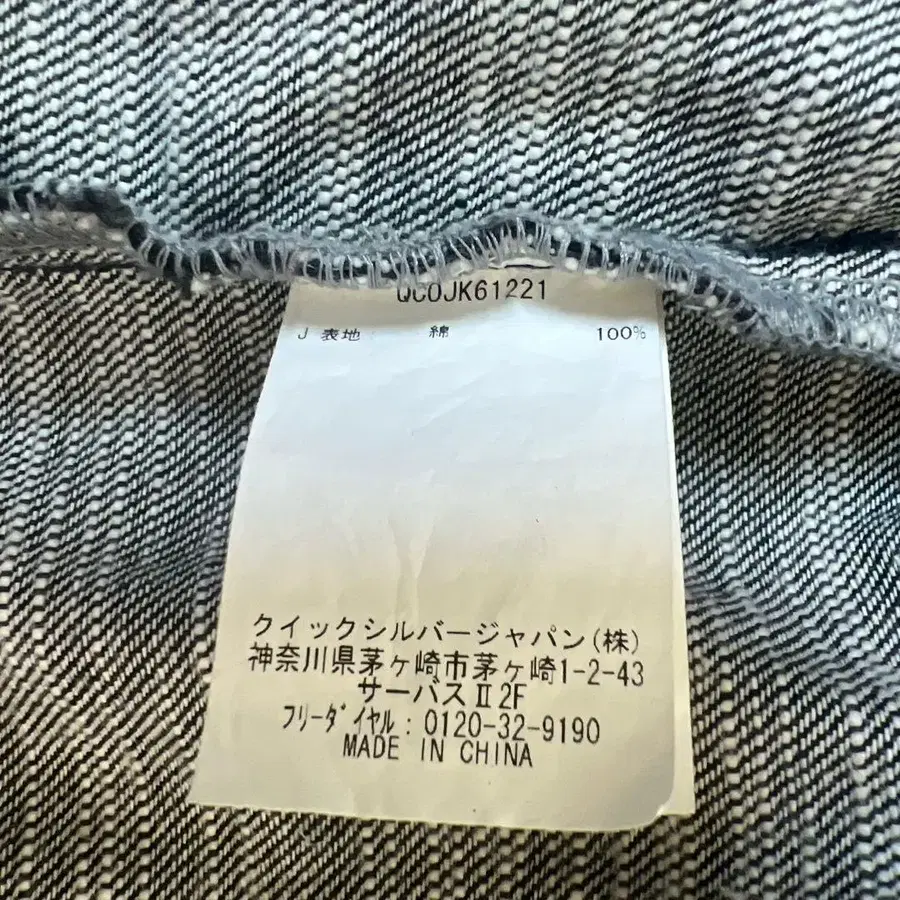 QCOJK61221
J 表地 綿 100%
クイックシルバージャパン(株)
神奈川県茅ヶ崎市茅ヶ崎1-2-43
サーバスⅡ2F
フリーダイヤル:0120-32-9190
MADE IN CHINA